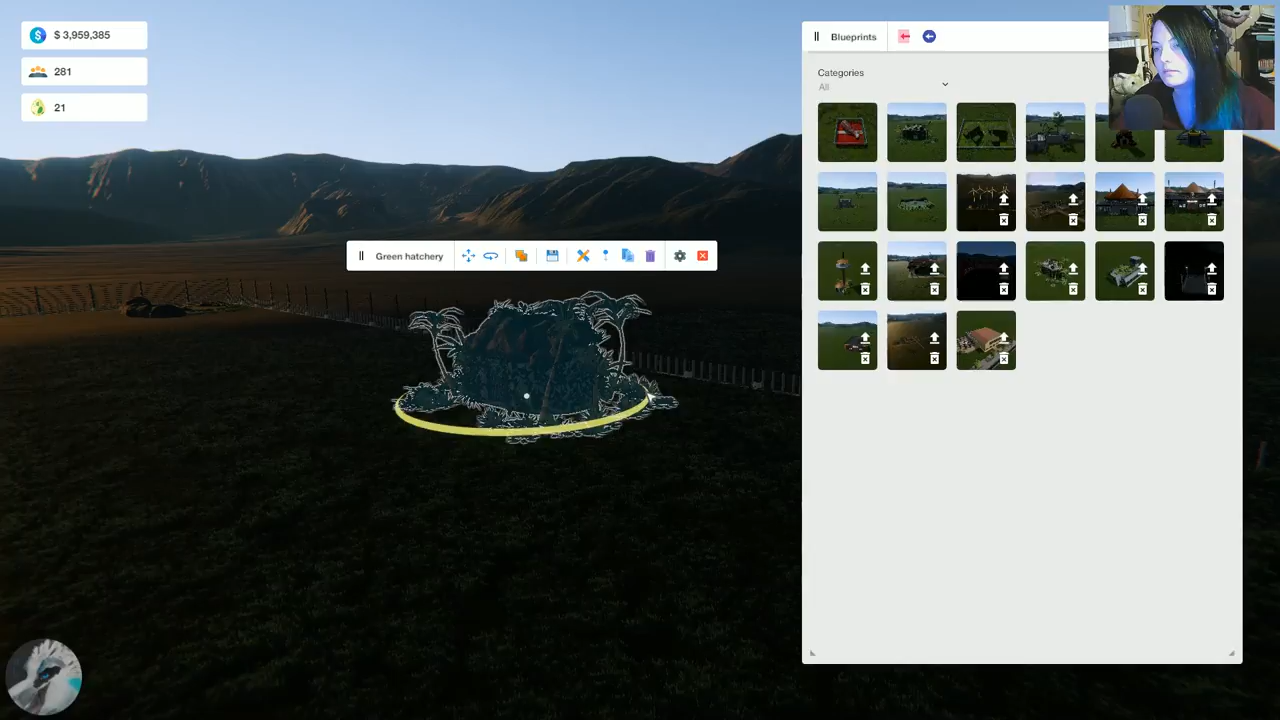 $ 3,959,385
281
21
Blueprints
Categories
All
Green hatchery